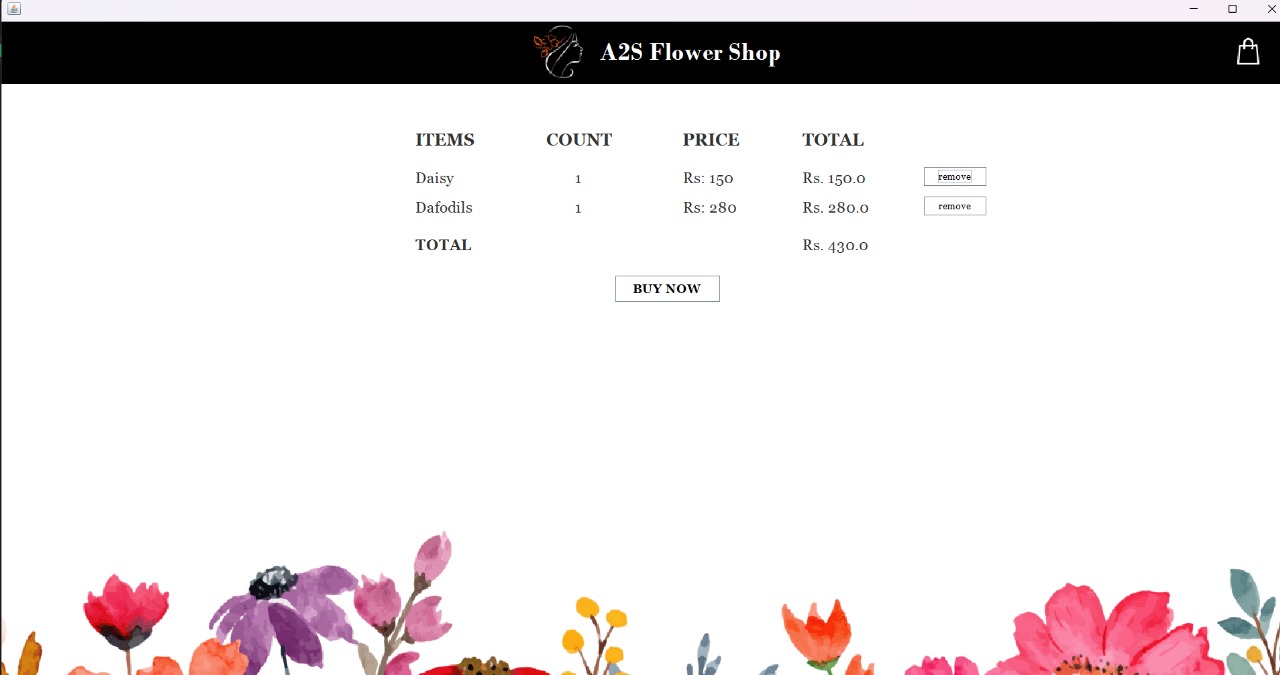 A2S Flower Shop
ITEMS COUNT PRICE TOTAL
Daisy 1 Rs: 150 Rs. 150.0 remove
Dafodils 1 Rs: 280 Rs. 280.0 remove
TOTAL Rs. 430.0
BUY NOW